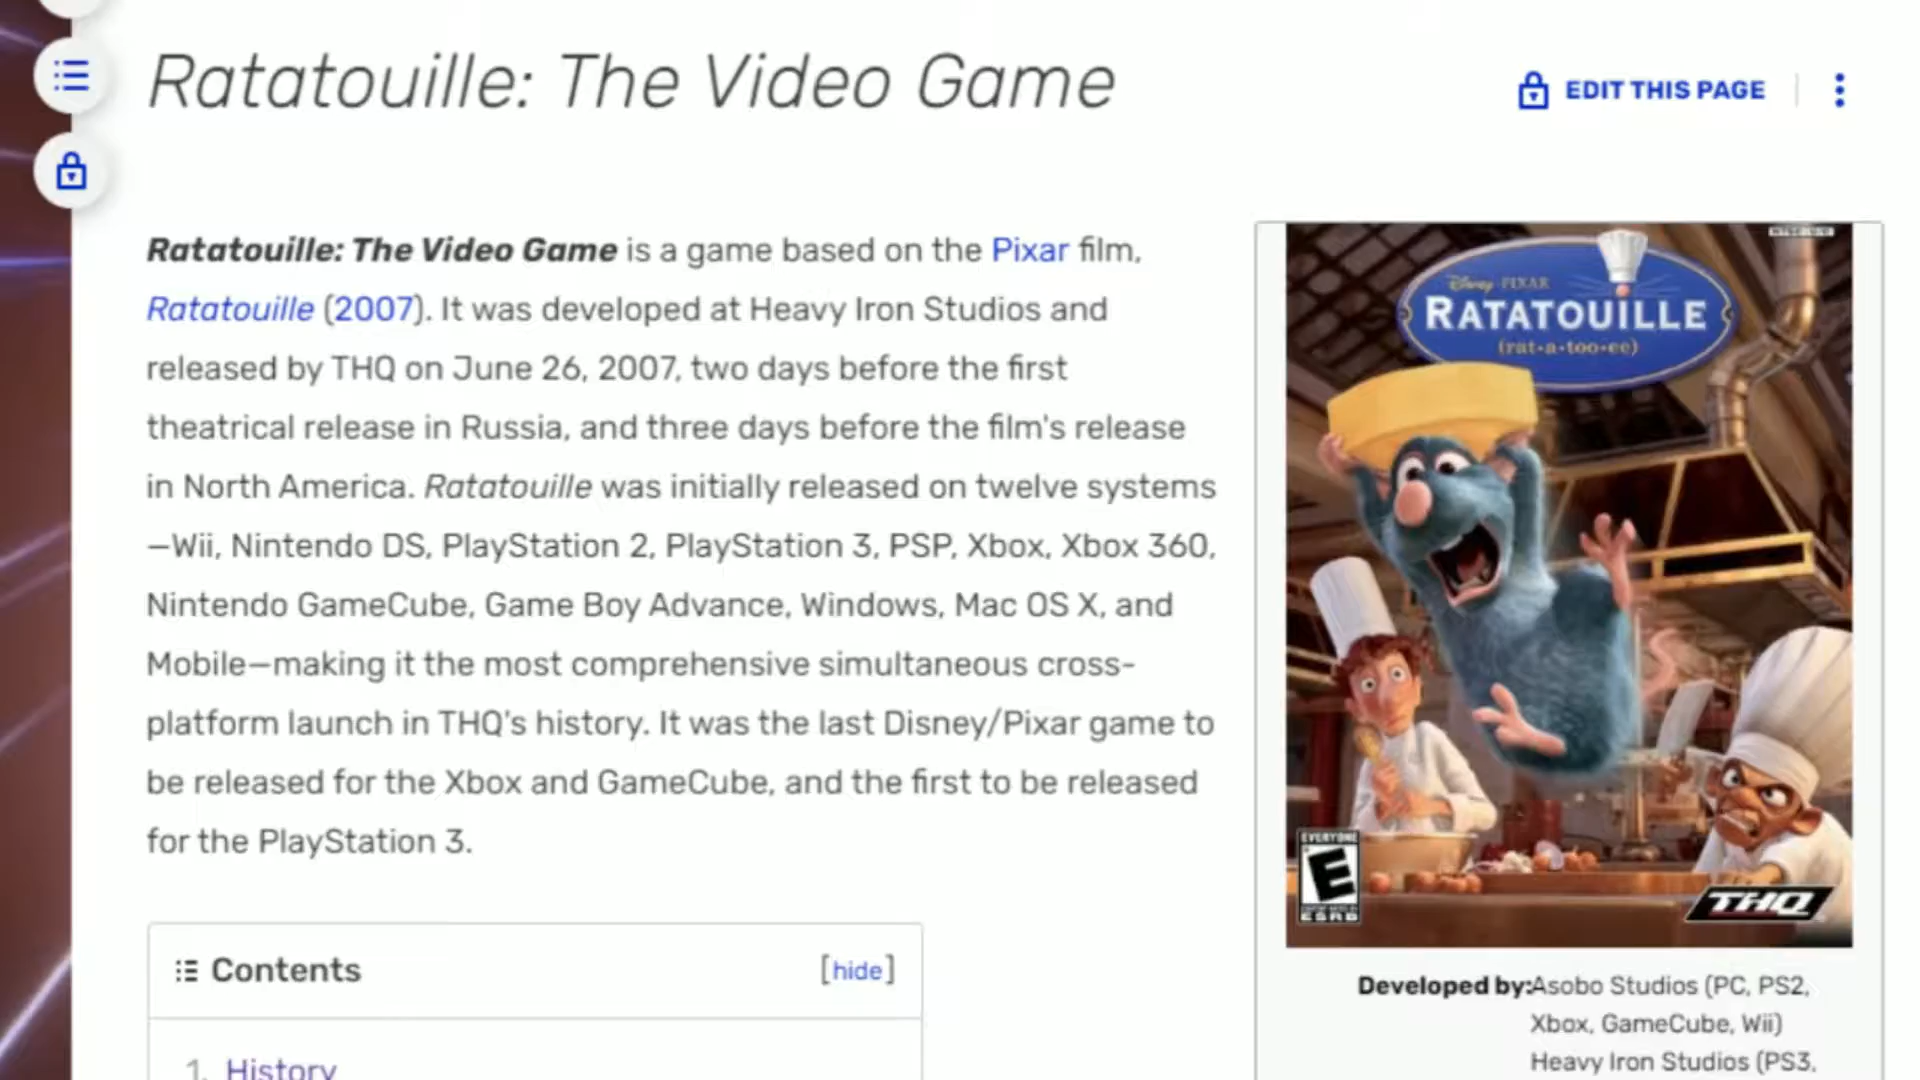 Ratatouille: The Video Game
EDIT THIS PAGE
Ratatouille: The Video Game is a game based on the Pixar film,
Ratatouille (2007). It was developed at Heavy Iron Studios and
released by THQ on June 26, 2007, two days before the first
theatrical release in Russia, and three days before the film's release
in North America. Ratatouille was initially released on twelve systems
—Wii, Nintendo DS, PlayStation 2, PlayStation 3, PSP, Xbox, Xbox 360,
Nintendo GameCube, Game Boy Advance, Windows, Mac OS X, and
Mobile—making it the most comprehensive simultaneous cross-
platform launch in THQ's history. It was the last Disney/Pixar game to
be released for the Xbox and GameCube, and the first to be released
for the PlayStation 3.
Contents
[hide]
1. History
Disney PIXAR
RATATOUILLE
(rat•a•too•ee)
EVERYONE
E
ESRB
THQ
Developed by:Asobo Studios (PC, PS2,
Xbox, GameCube, Wii)
Heavy Iron Studios (PS3,